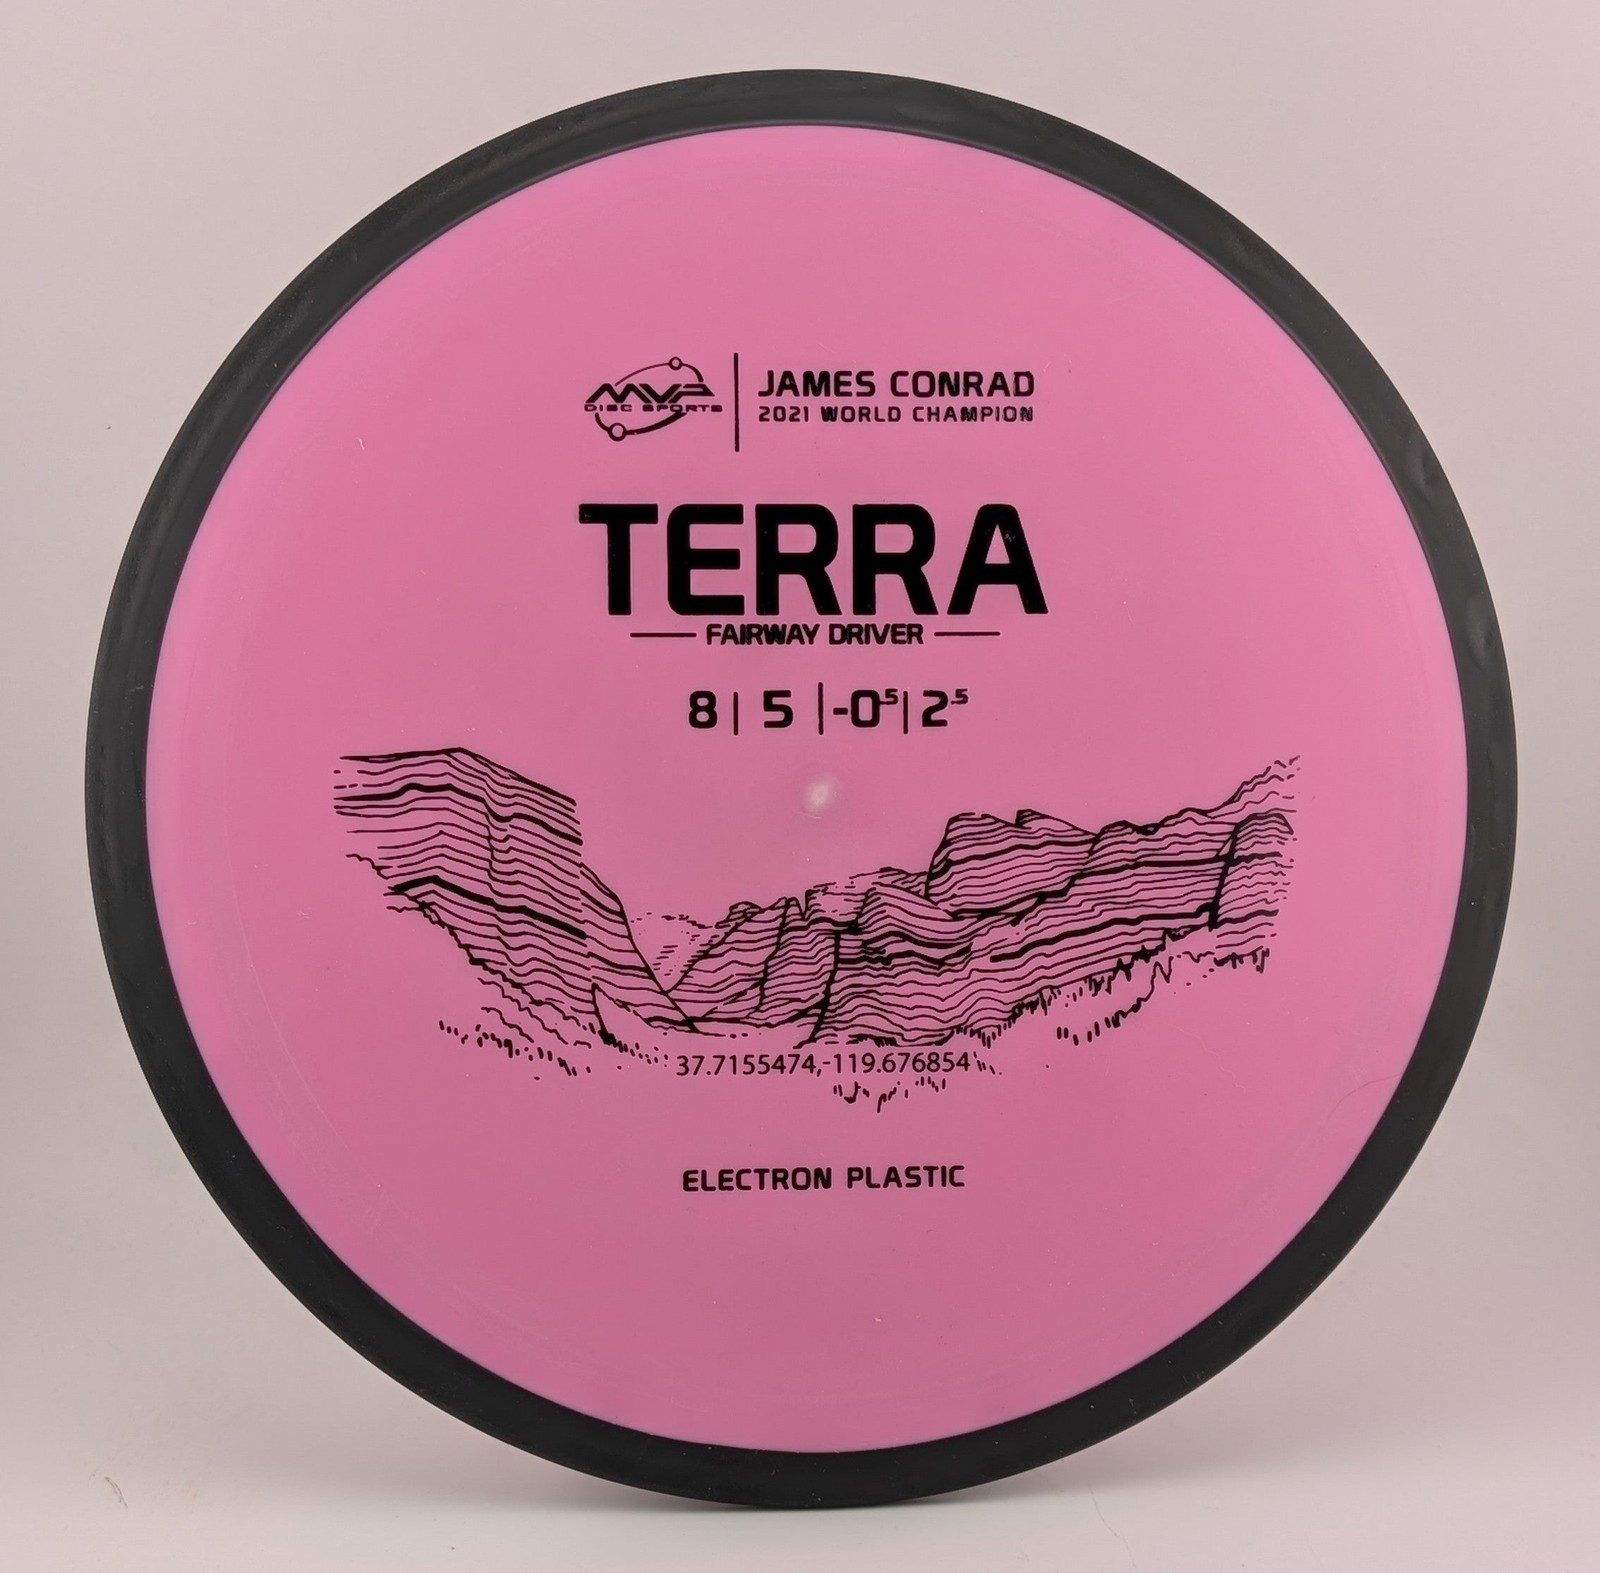 MVP
DISC SPORTS
JAMES CONRAD
2021 WORLD CHAMPION
TERRA
FAIRWAY DRIVER
8 | 5 | -0.5 | 2.5
37.7155474,-119.676854
ELECTRON PLASTIC